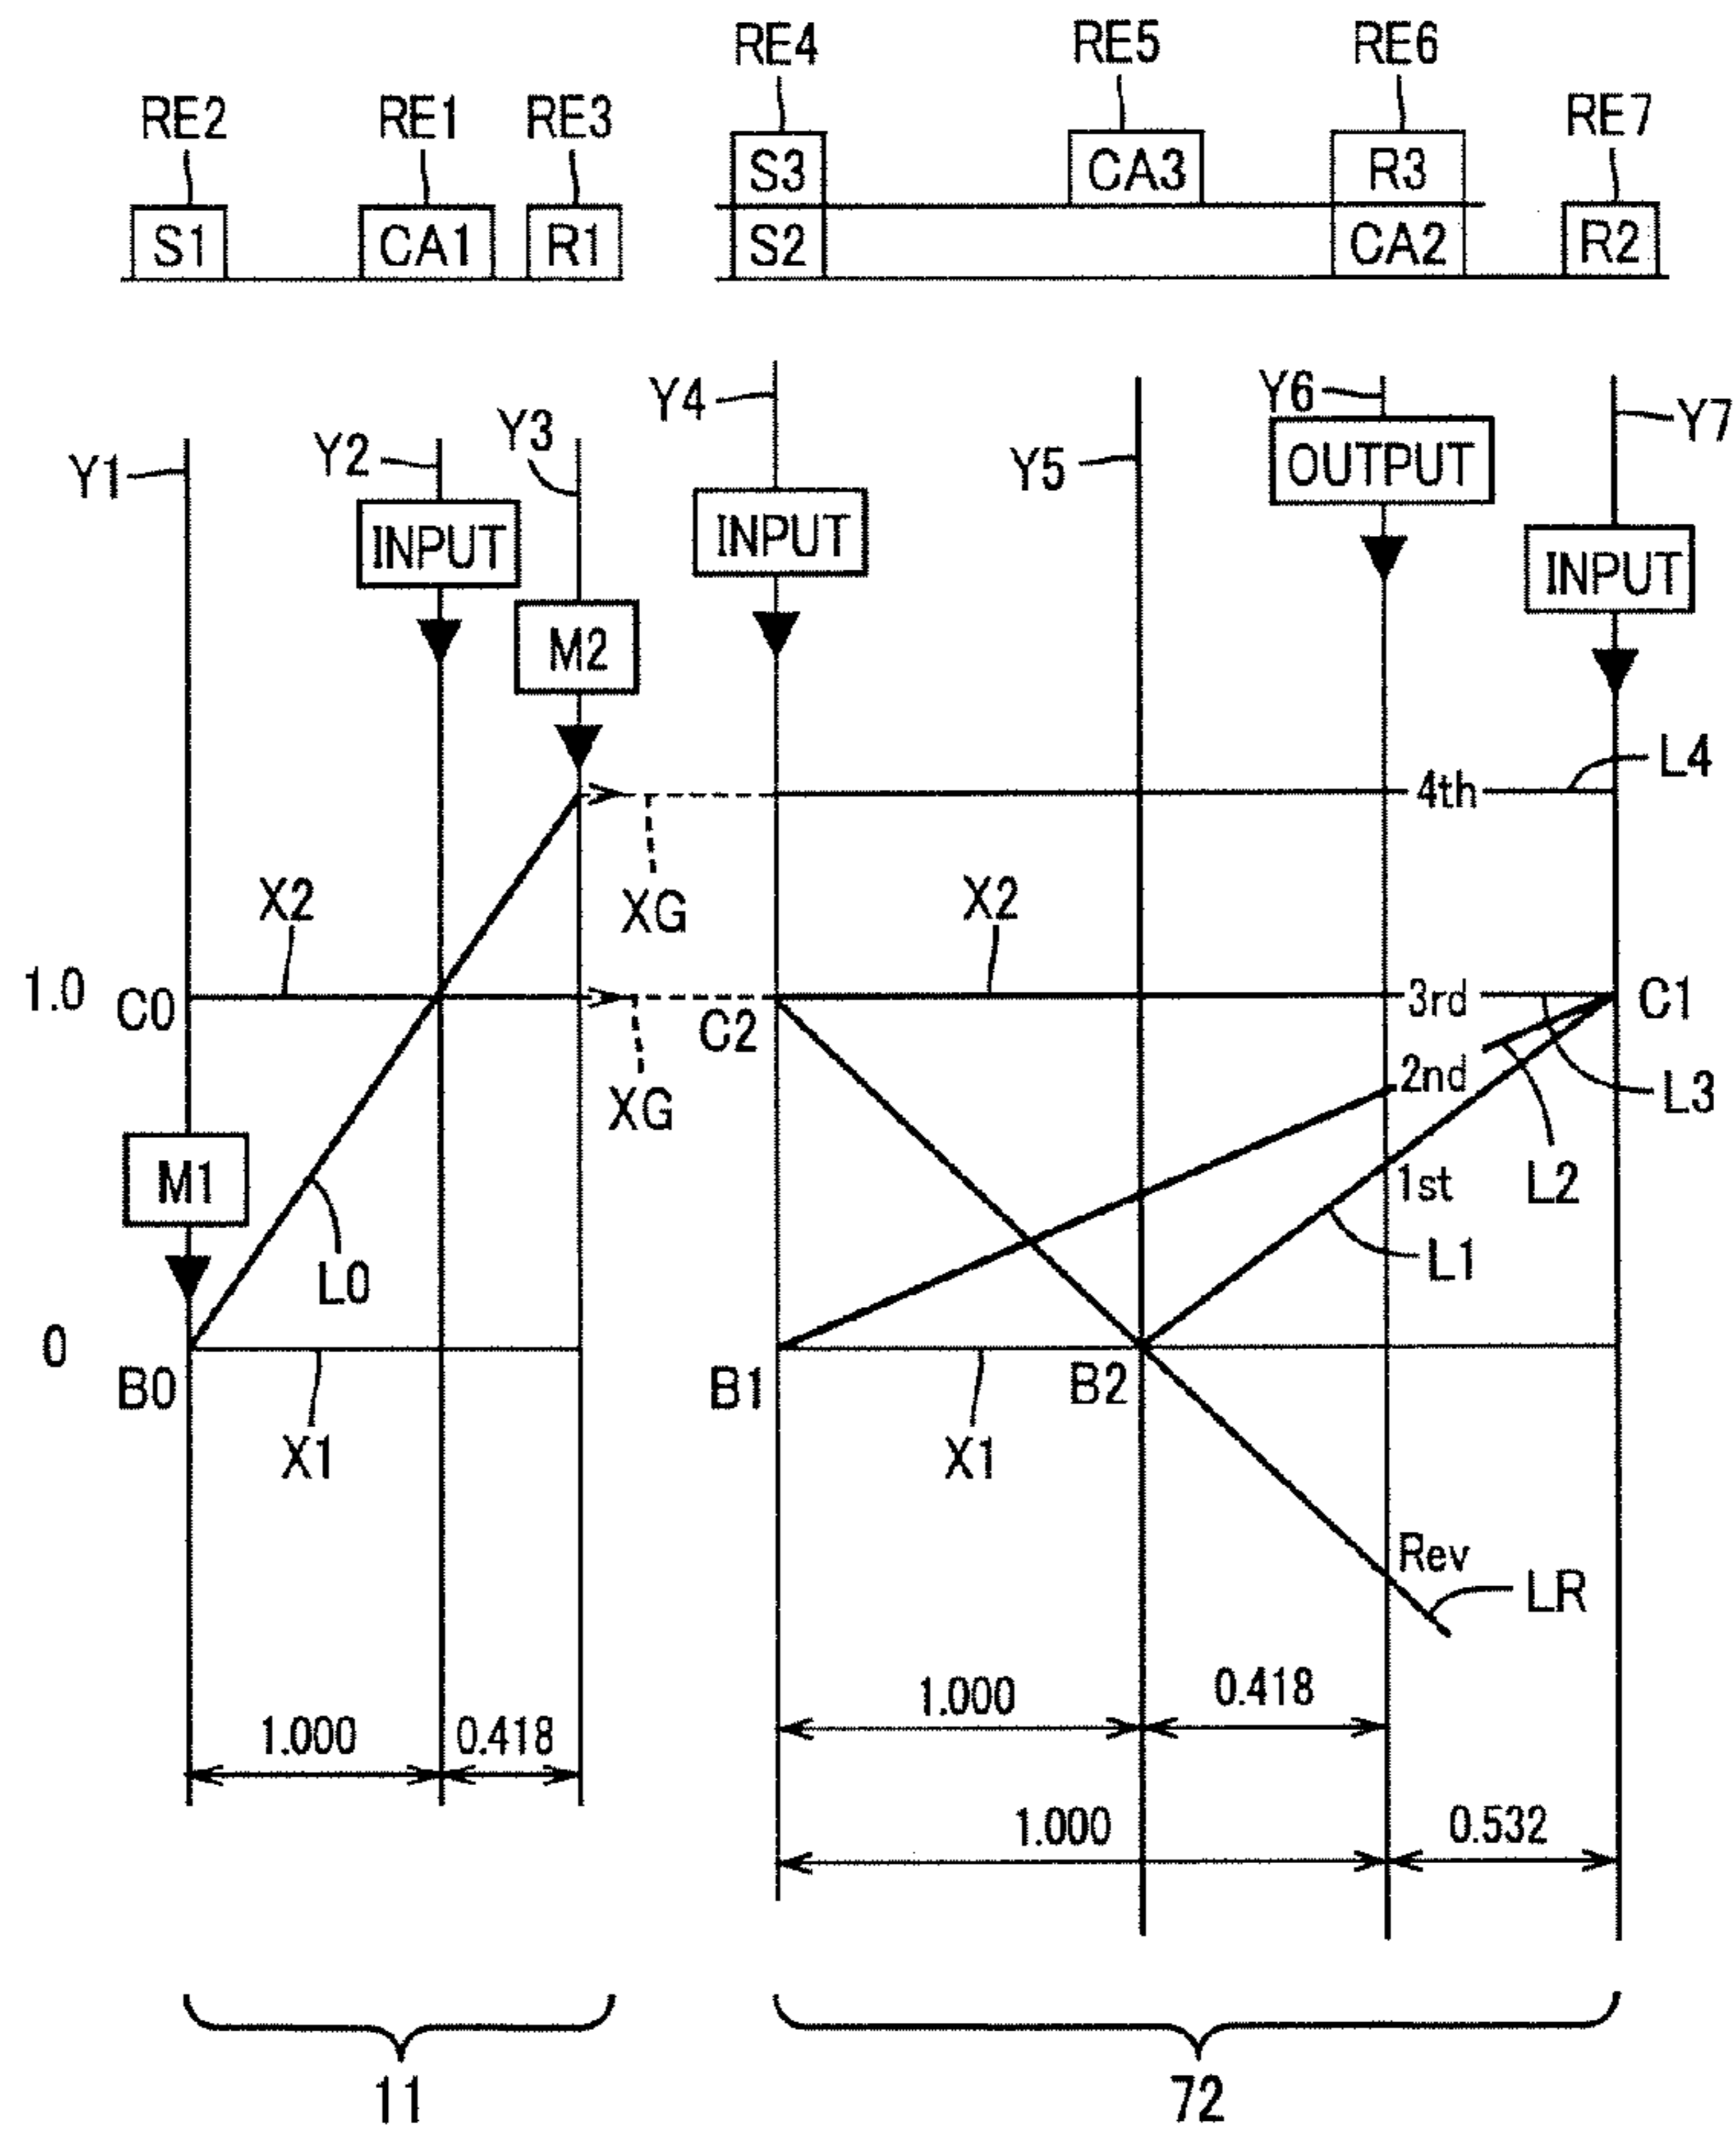 RE4 RE5 RE6
RE2 RE1 RE3 RE7
S3 CA3 R3
S1 CA1 R1 S2 CA2 R2
Y4 Y6 Y7
Y1 Y2 Y3 Y5 OUTPUT
INPUT INPUT INPUT
M2
4th L4
X2 XG X2
1.0 C0 C2 3rd C1
XG 2nd L3
M1 1st L2
L0 L1
0
B0 B1 B2
X1 X1
Rev LR
1.000 0.418
1.000 0.418
1.000 0.532
11 72